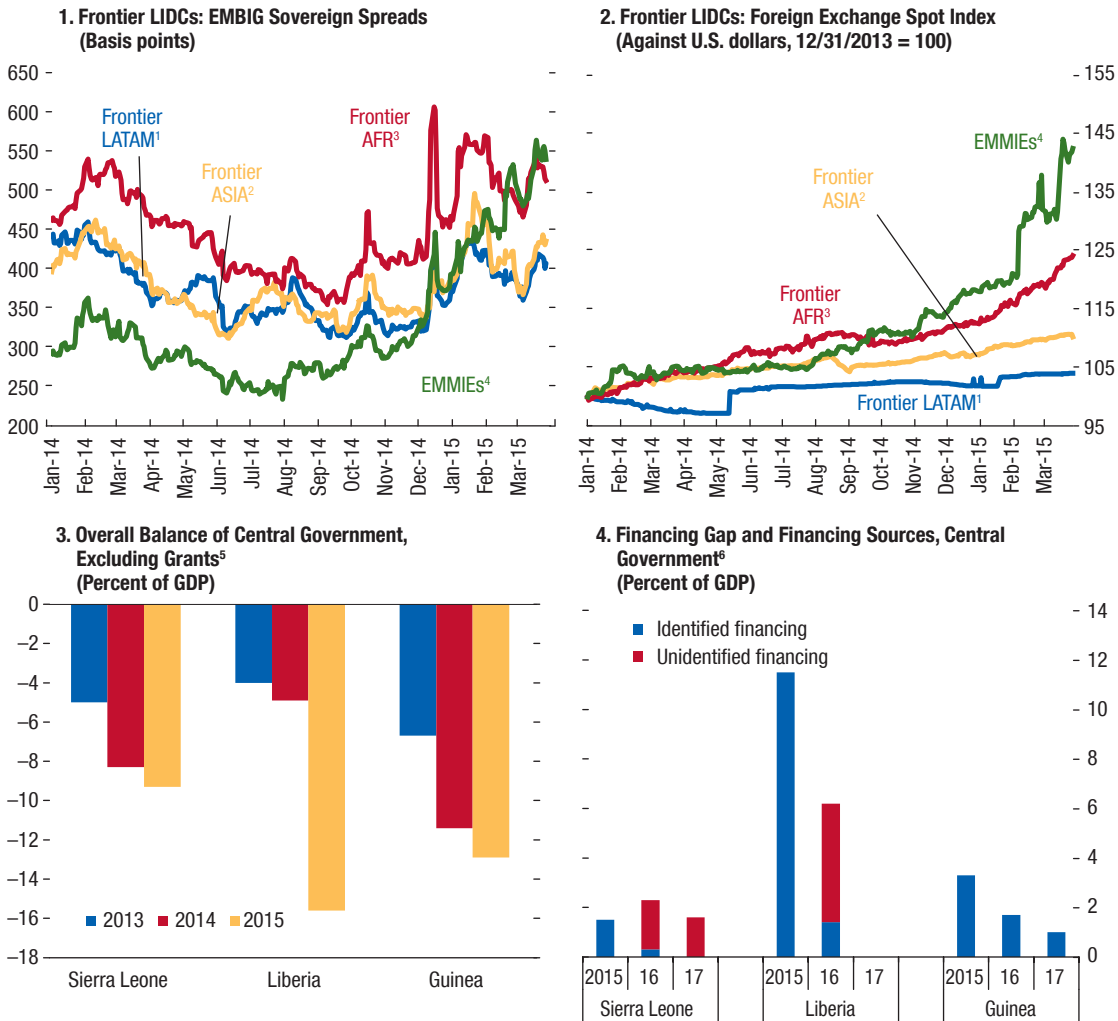 1. Frontier LIDCs: EMBIG Sovereign Spreads
(Basis points)
650
600
550
500
450
400
350
300
250
200
Frontier
LATAM¹
Frontier
ASIA²
Frontier
AFR³
EMMIEs⁴
Jan-14
Feb-14
Mar-14
Apr-14
May-14
Jun-14
Jul-14
Aug-14
Sep-14
Oct-14
Nov-14
Dec-14
Jan-15
Feb-15
Mar-15
2. Frontier LIDCs: Foreign Exchange Spot Index
(Against U.S. dollars, 12/31/2013 = 100)
155
145
135
125
115
105
95
EMMIEs⁴
Frontier
ASIA²
Frontier
AFR³
Frontier LATAM¹
Jan-14
Feb-14
Mar-14
Apr-14
May-14
Jun-14
Jul-14
Aug-14
Sep-14
Oct-14
Nov-14
Dec-14
Jan-15
Feb-15
Mar-15
3. Overall Balance of Central Government,
Excluding Grants⁵
(Percent of GDP)
0
–2
–4
–6
–8
–10
–12
–14
–16
–18
2013 2014 2015
Sierra Leone Liberia Guinea
4. Financing Gap and Financing Sources, Central
Government⁶
(Percent of GDP)
Identified financing
Unidentified financing
14
12
10
8
6
4
2
0
2015 16 17 2015 16 17 2015 16 17
Sierra Leone Liberia Guinea